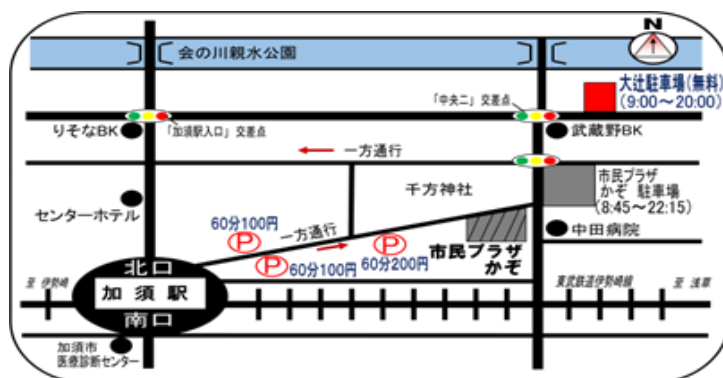 会の川親水公園
N
大辻駐車場(無料)
(9:00～20:00)
「中央二」交差点
りそなBK
「加須駅入口」交差点
武蔵野BK
一方通行
千方神社
市民プラザ
かぞ 駐車場
(8:45～22:15)
センターホテル
60分100円
P
一方通行
P
60分100円
P
60分200円
市民プラザ
かぞ
中田病院
北口
加須駅
南口
至 伊勢崎
東武鉄道伊勢崎線
至 浅草
加須市
医療診断センター